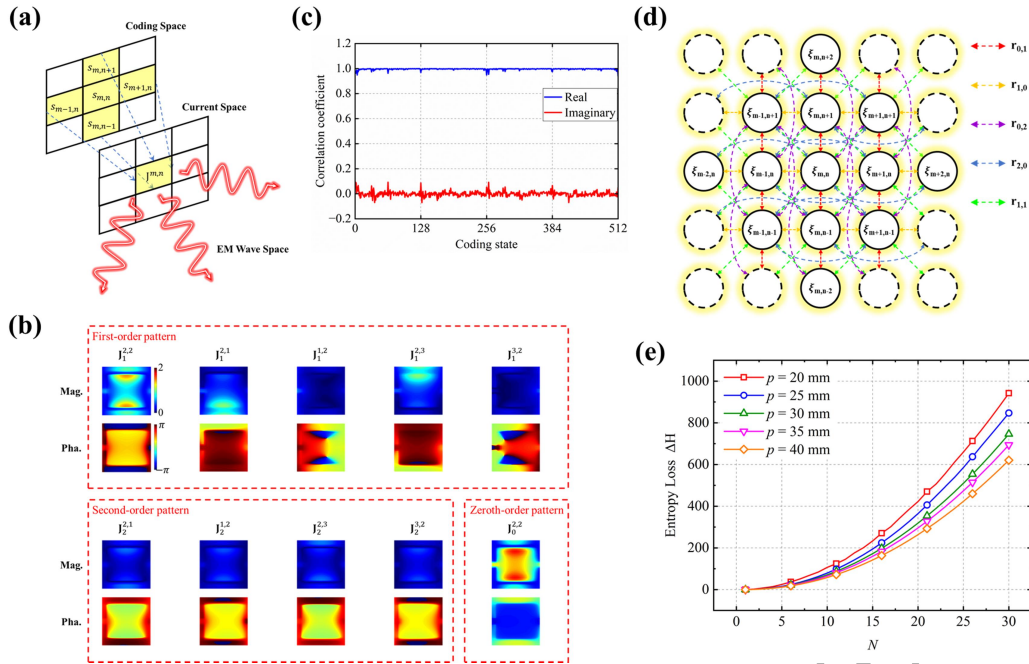 (a)
Coding Space
s_{m,n+1}
s_{m-1,n} s_{m,n} s_{m+1,n}
s_{m,n-1}
Current Space
J^{m,n}
EM Wave Space
(b)
First-order pattern
J_1^{2,2} J_1^{2,1} J_1^{1,2} J_1^{2,3} J_1^{3,2}
Mag.
2
0
Pha.
π
-π
Second-order pattern
Zeroth-order pattern
J_2^{2,1} J_2^{1,2} J_2^{2,3} J_2^{3,2}
J_0^{2,2}
Mag.
Pha.
(c)
Correlation coefficient
1.2
1.0
0.8
0.6
0.4
0.2
0.0
−0.2
Real
Imaginary
0 128 256 384 512
Coding state
(d)
ξ_{m,n+2}
ξ_{m-1,n+1} ξ_{m,n+1} ξ_{m+1,n+1}
ξ_{m-2,n} ξ_{m-1,n} ξ_{m,n} ξ_{m+1,n} ξ_{m+2,n}
ξ_{m-1,n-1} ξ_{m,n-1} ξ_{m+1,n-1}
ξ_{m,n-2}
r_{0,1}
r_{1,0}
r_{0,2}
r_{2,0}
r_{1,1}
(e)
Entropy Loss ΔH
1000
800
600
400
200
0
p = 20 mm
p = 25 mm
p = 30 mm
p = 35 mm
p = 40 mm
0 5 10 15 20 25 30
N